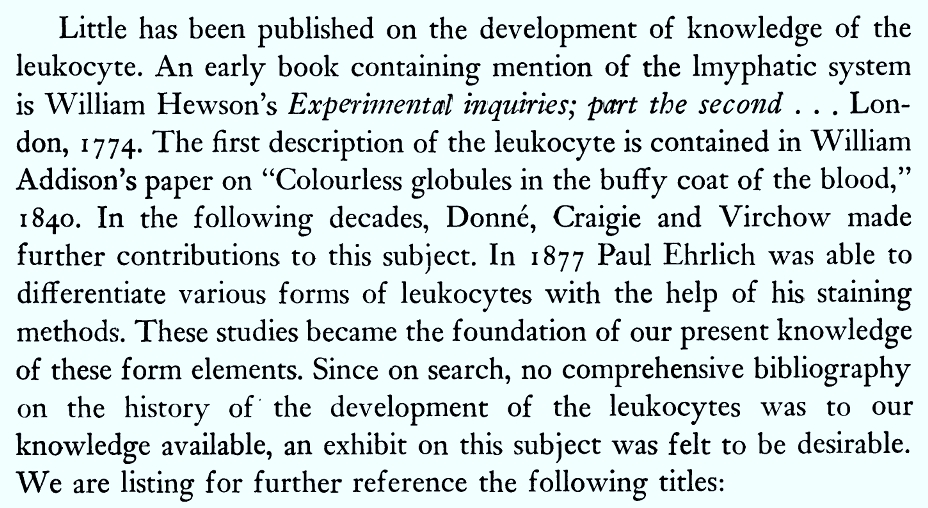 Little has been published on the development of knowledge of the
leukocyte. An early book containing mention of the lmyphatic system
is William Hewson's Experimental inquiries; part the second . . . Lon-
don, 1774. The first description of the leukocyte is contained in William
Addison's paper on “Colourless globules in the buffy coat of the blood,”
1840. In the following decades, Donné, Craigie and Virchow made
further contributions to this subject. In 1877 Paul Ehrlich was able to
differentiate various forms of leukocytes with the help of his staining
methods. These studies became the foundation of our present knowledge
of these form elements. Since on search, no comprehensive bibliography
on the history of the development of the leukocytes was to our
knowledge available, an exhibit on this subject was felt to be desirable.
We are listing for further reference the following titles: